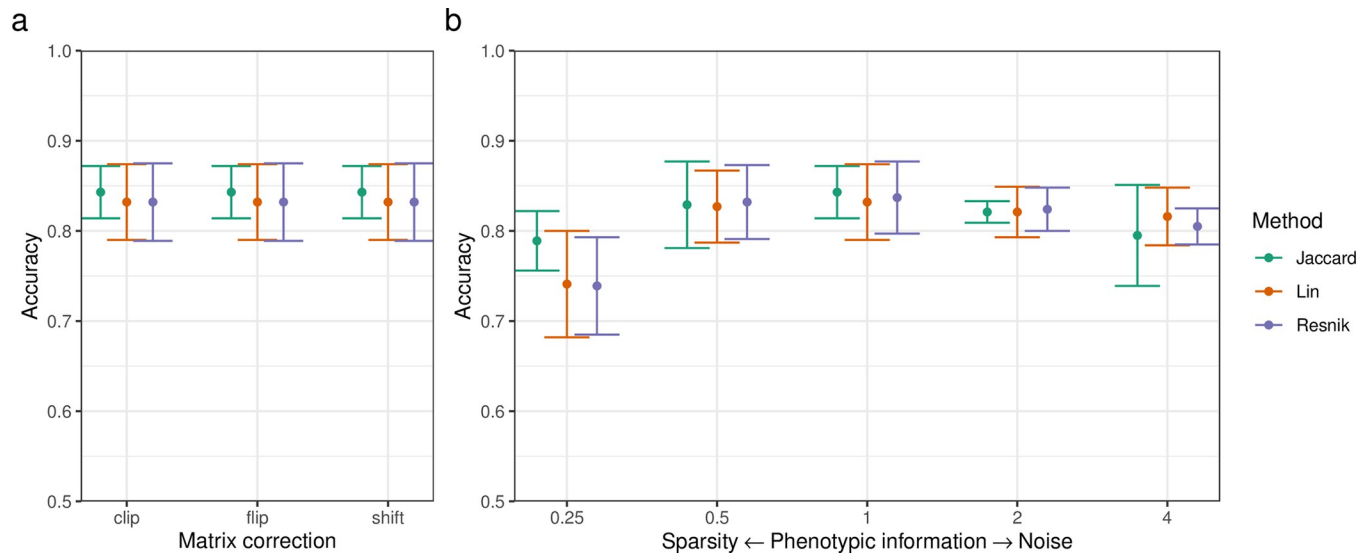 a
Accuracy
1.0
0.9
0.8
0.7
0.6
0.5
clip flip shift
Matrix correction
b
Accuracy
1.0
0.9
0.8
0.7
0.6
0.5
0.25 0.5 1 2 4
Sparsity ← Phenotypic information → Noise
Method
Jaccard
Lin
Resnik